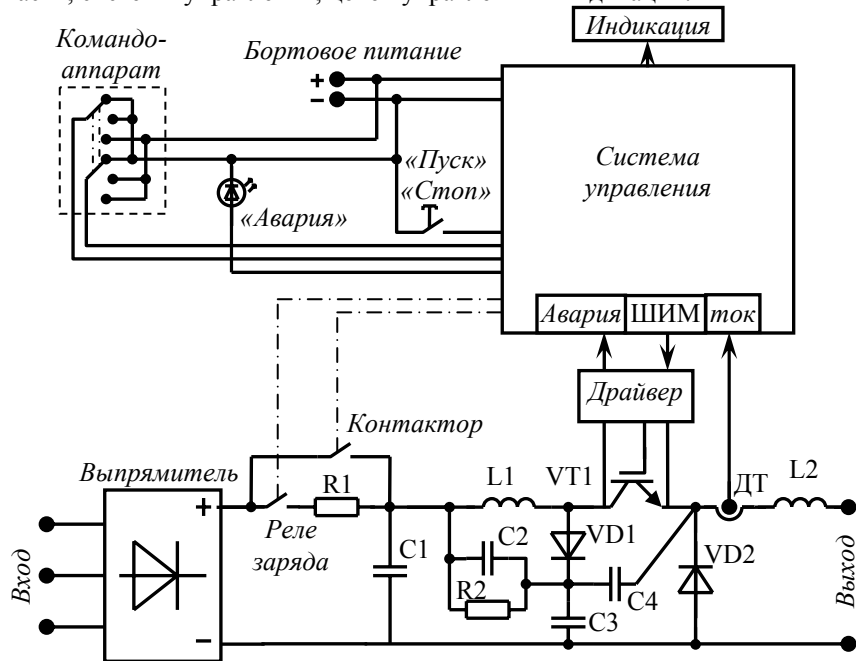 Индикация
Командо-
аппарат
Бортовое питание
+
−
«Пуск»
«Стоп»
Система
управления
«Авария»
Авария ШИМ ток
Драйвер
Контактор
Выпрямитель
L1 VT1 ДТ L2
+
R1
Реле
заряда
C1
C2
VD1
VD2
R2
C4
C3
−
Вход
Выход